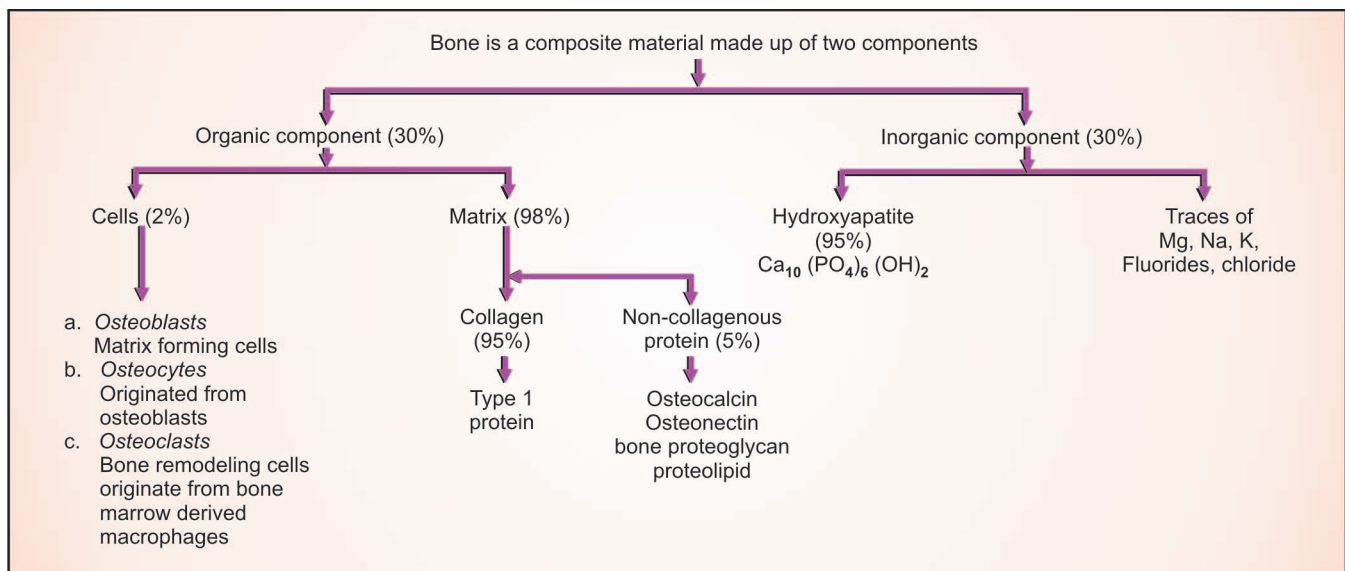 Bone is a composite material made up of two components
Organic component (30%)
Inorganic component (30%)
Cells (2%)
Matrix (98%)
Hydroxyapatite
(95%)
Ca₁₀ (PO₄)₆ (OH)₂
Traces of
Mg, Na, K,
Fluorides, chloride
a. Osteoblasts
Matrix forming cells
b. Osteocytes
Originated from
osteoblasts
c. Osteoclasts
Bone remodeling cells
originate from bone
marrow derived
macrophages
Collagen
(95%)
Type 1
protein
Non-collagenous
protein (5%)
Osteocalcin
Osteonectin
bone proteoglycan
proteolipid